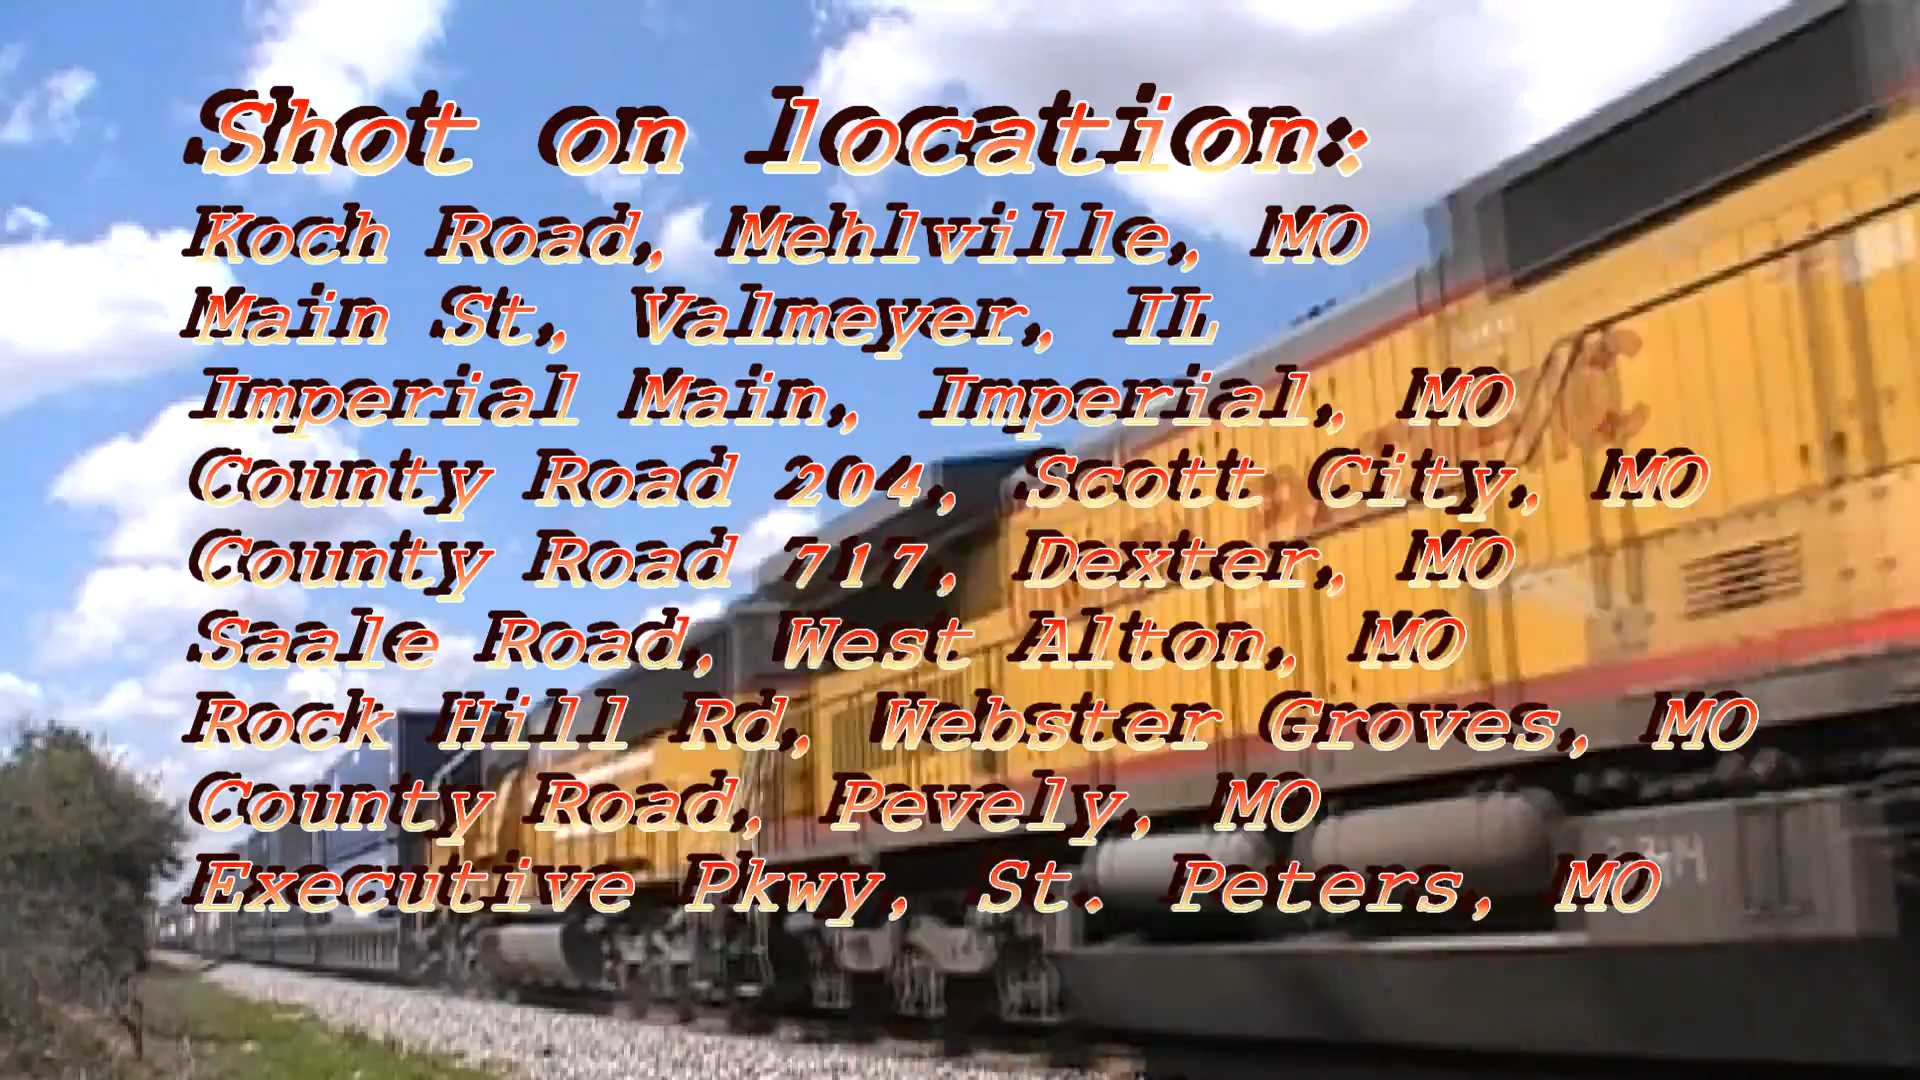 Shot on location:
Koch Road, Mehlville, MO
Main St, Valmeyer, IL
Imperial Main, Imperial, MO
County Road 204, Scott City, MO
County Road 717, Dexter, MO
Saale Road, West Alton, MO
Rock Hill Rd, Webster Groves, MO
County Road, Pevely, MO
Executive Pkwy, St. Peters, MO